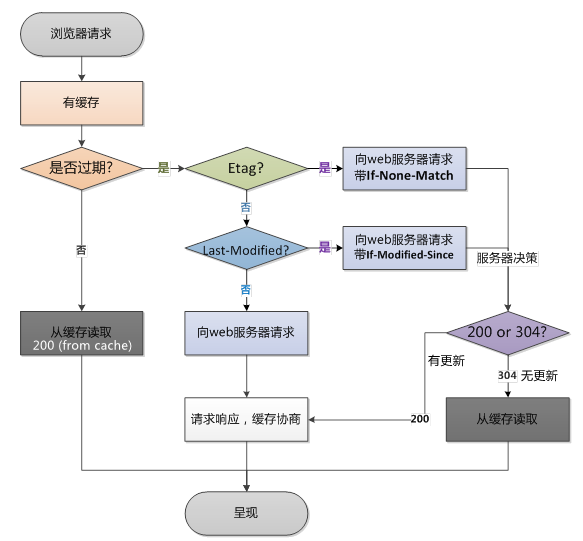 浏览器请求
有缓存
是否过期?
是
Etag?
是
向web服务器请求
带If-None-Match
否
否
Last-Modified?
是
向web服务器请求
带If-Modified-Since
服务器决策
否
从缓存读取
200 (from cache)
向web服务器请求
200 or 304?
有更新
304 无更新
请求响应，缓存协商
200
从缓存读取
呈现